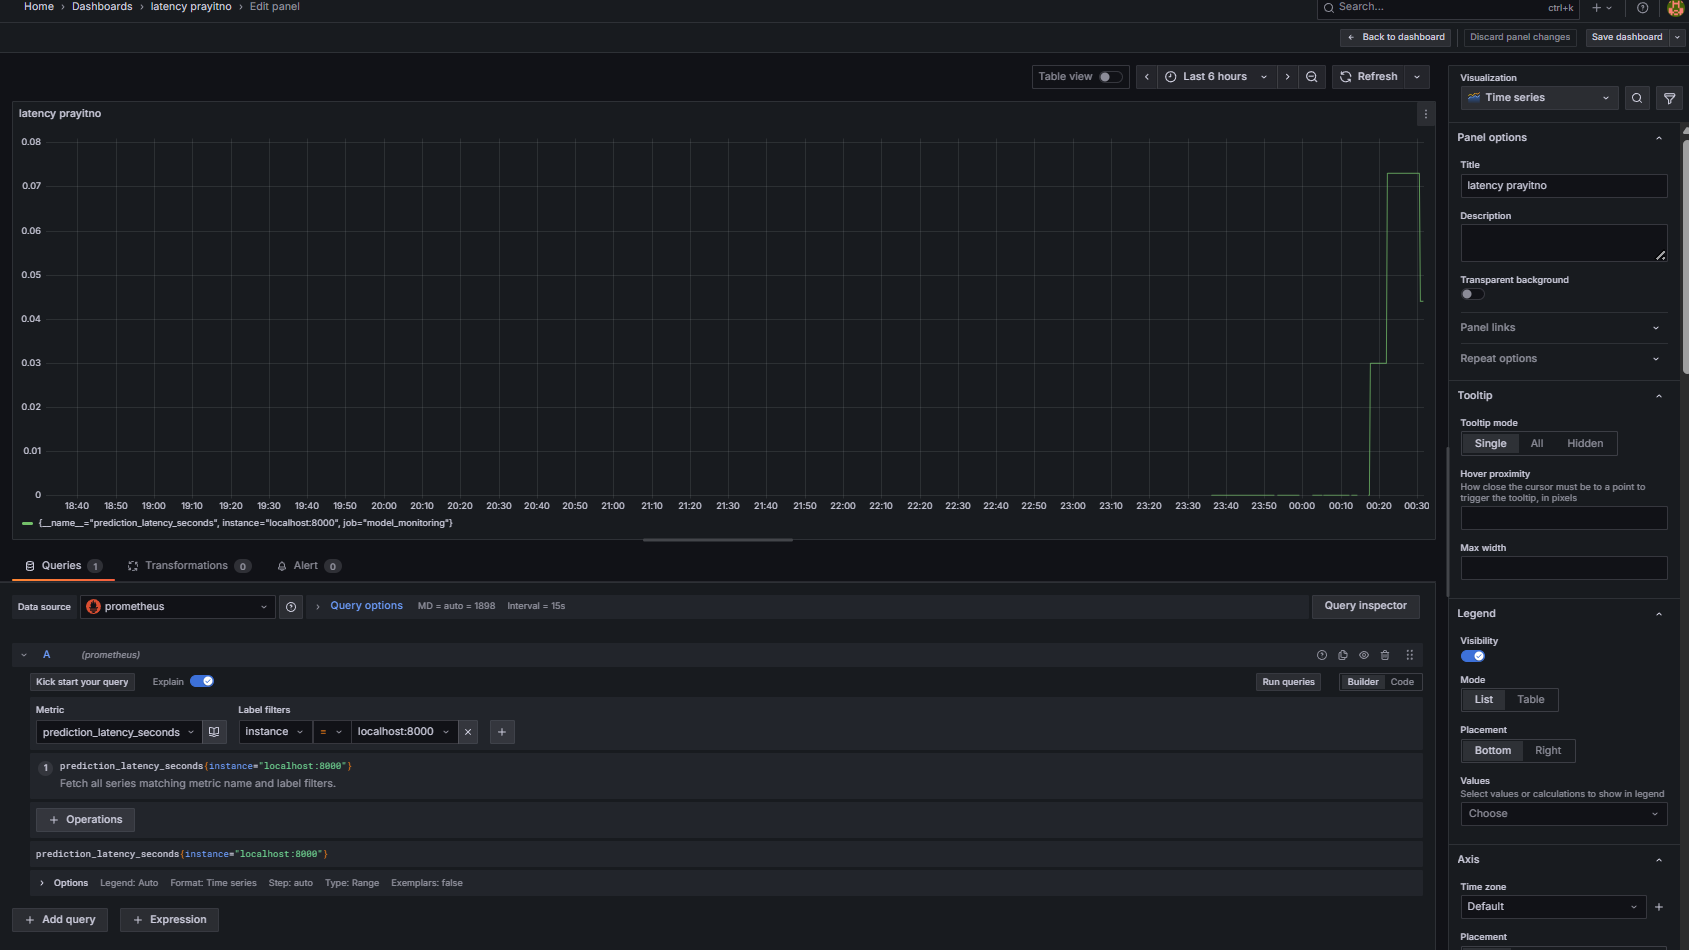 Home › Dashboards › latency prayitno › Edit panel
Search... ctrl+k
Back to dashboard Discard panel changes Save dashboard
Table view Last 6 hours Refresh
Visualization
Time series
latency prayitno
0.08
0.07
0.06
0.05
0.04
0.03
0.02
0.01
0
18:40 18:50 19:00 19:10 19:20 19:30 19:40 19:50 20:00 20:10 20:20 20:30 20:40 20:50 21:00 21:10 21:20 21:30 21:40 21:50 22:00 22:10 22:20 22:30 22:40 22:50 23:00 23:10 23:20 23:30 23:40 23:50 00:00 00:10 00:20 00:30
{__name__="prediction_latency_seconds", instance="localhost:8000", job="model_monitoring"}
Queries 1 Transformations 0 Alert 0
Data source prometheus Query options MD = auto = 1898 Interval = 15s Query inspector
A (prometheus)
Kick start your query Explain Run queries Builder Code
Metric Label filters
prediction_latency_seconds instance = localhost:8000
1 prediction_latency_seconds{instance="localhost:8000"}
Fetch all series matching metric name and label filters.
+ Operations
prediction_latency_seconds{instance="localhost:8000"}
› Options Legend: Auto Format: Time series Step: auto Type: Range Exemplars: false
+ Add query + Expression
Panel options
Title
latency prayitno
Description
Transparent background
Panel links
Repeat options
Tooltip
Tooltip mode
Single All Hidden
Hover proximity
How close the cursor must be to a point to
trigger the tooltip, in pixels
Max width
Legend
Visibility
Mode
List Table
Placement
Bottom Right
Values
Select values or calculations to show in legend
Choose
Axis
Time zone
Default
Placement